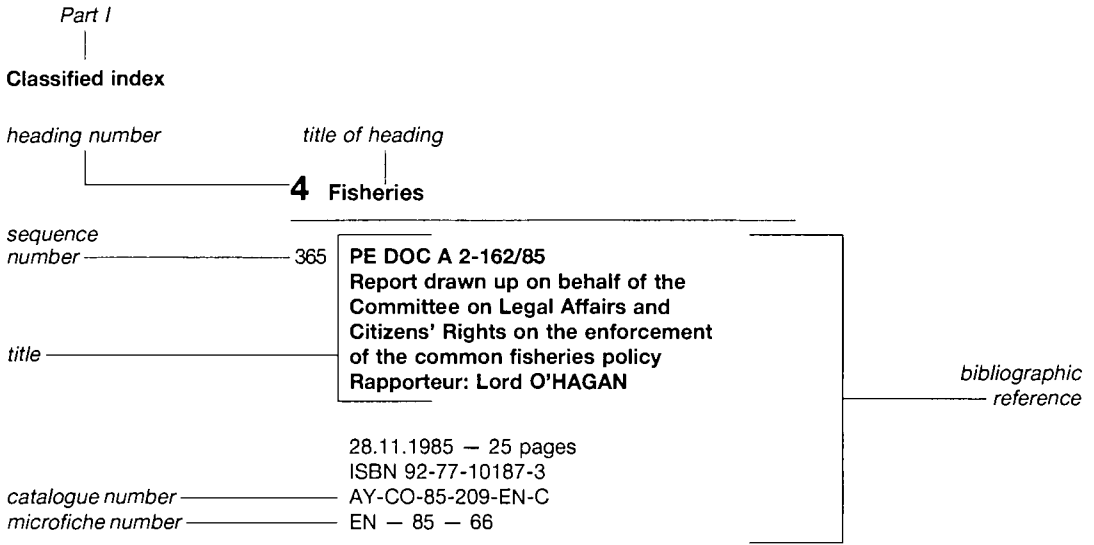 Part I
Classified index
heading number title of heading
4 Fisheries
sequence
number 365 PE DOC A 2-162/85
Report drawn up on behalf of the
Committee on Legal Affairs and
Citizens' Rights on the enforcement
title of the common fisheries policy
Rapporteur: Lord O'HAGAN
bibliographic
reference
28.11.1985 — 25 pages
ISBN 92-77-10187-3
catalogue number AY-CO-85-209-EN-C
microfiche number EN — 85 — 66